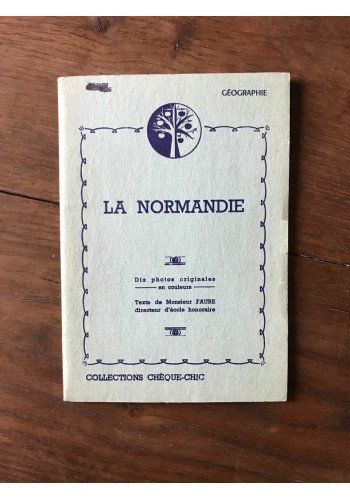 GÉOGRAPHIE
LA NORMANDIE
Dix photos originales
en couleurs
Texte de Monsieur FAURE
directeur d'école honoraire
COLLECTIONS CHÈQUE-CHIC